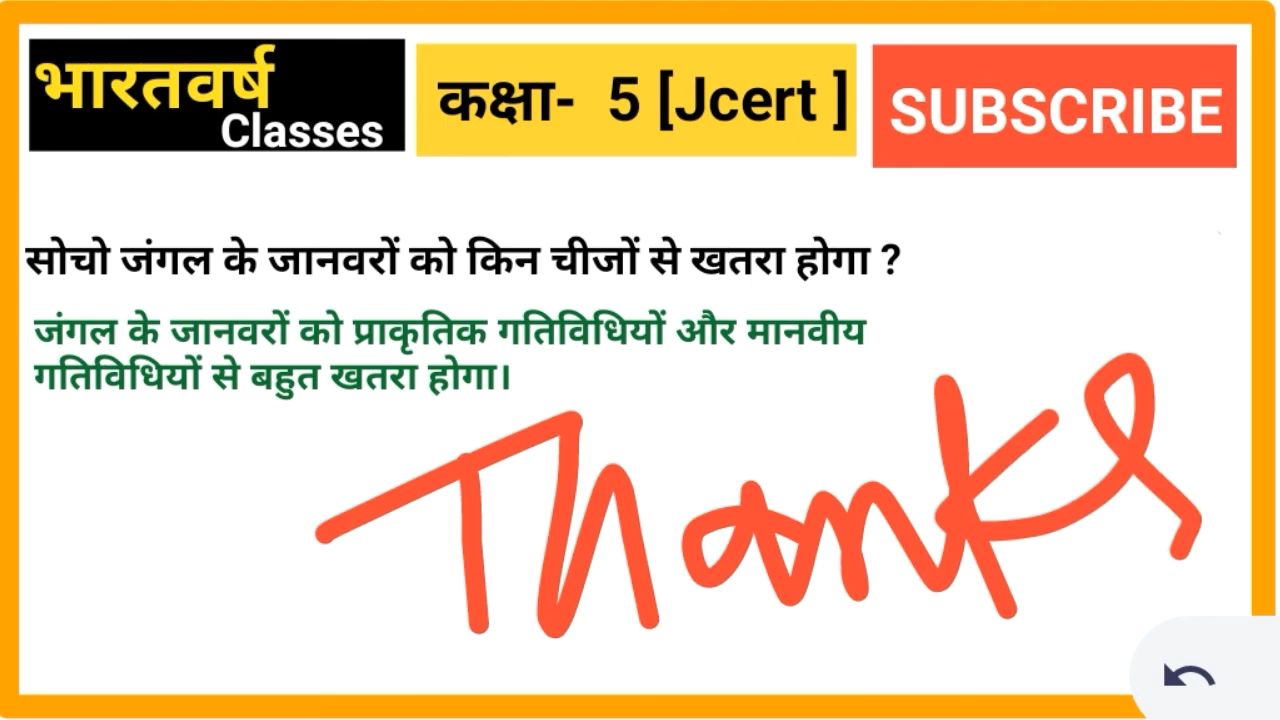 भारतवर्ष
Classes
कक्षा- 5 [Jcert ]
SUBSCRIBE
सोचो जंगल के जानवरों को किन चीजों से खतरा होगा ?
जंगल के जानवरों को प्राकृतिक गतिविधियों और मानवीय
गतिविधियों से बहुत खतरा होगा।
Thanks